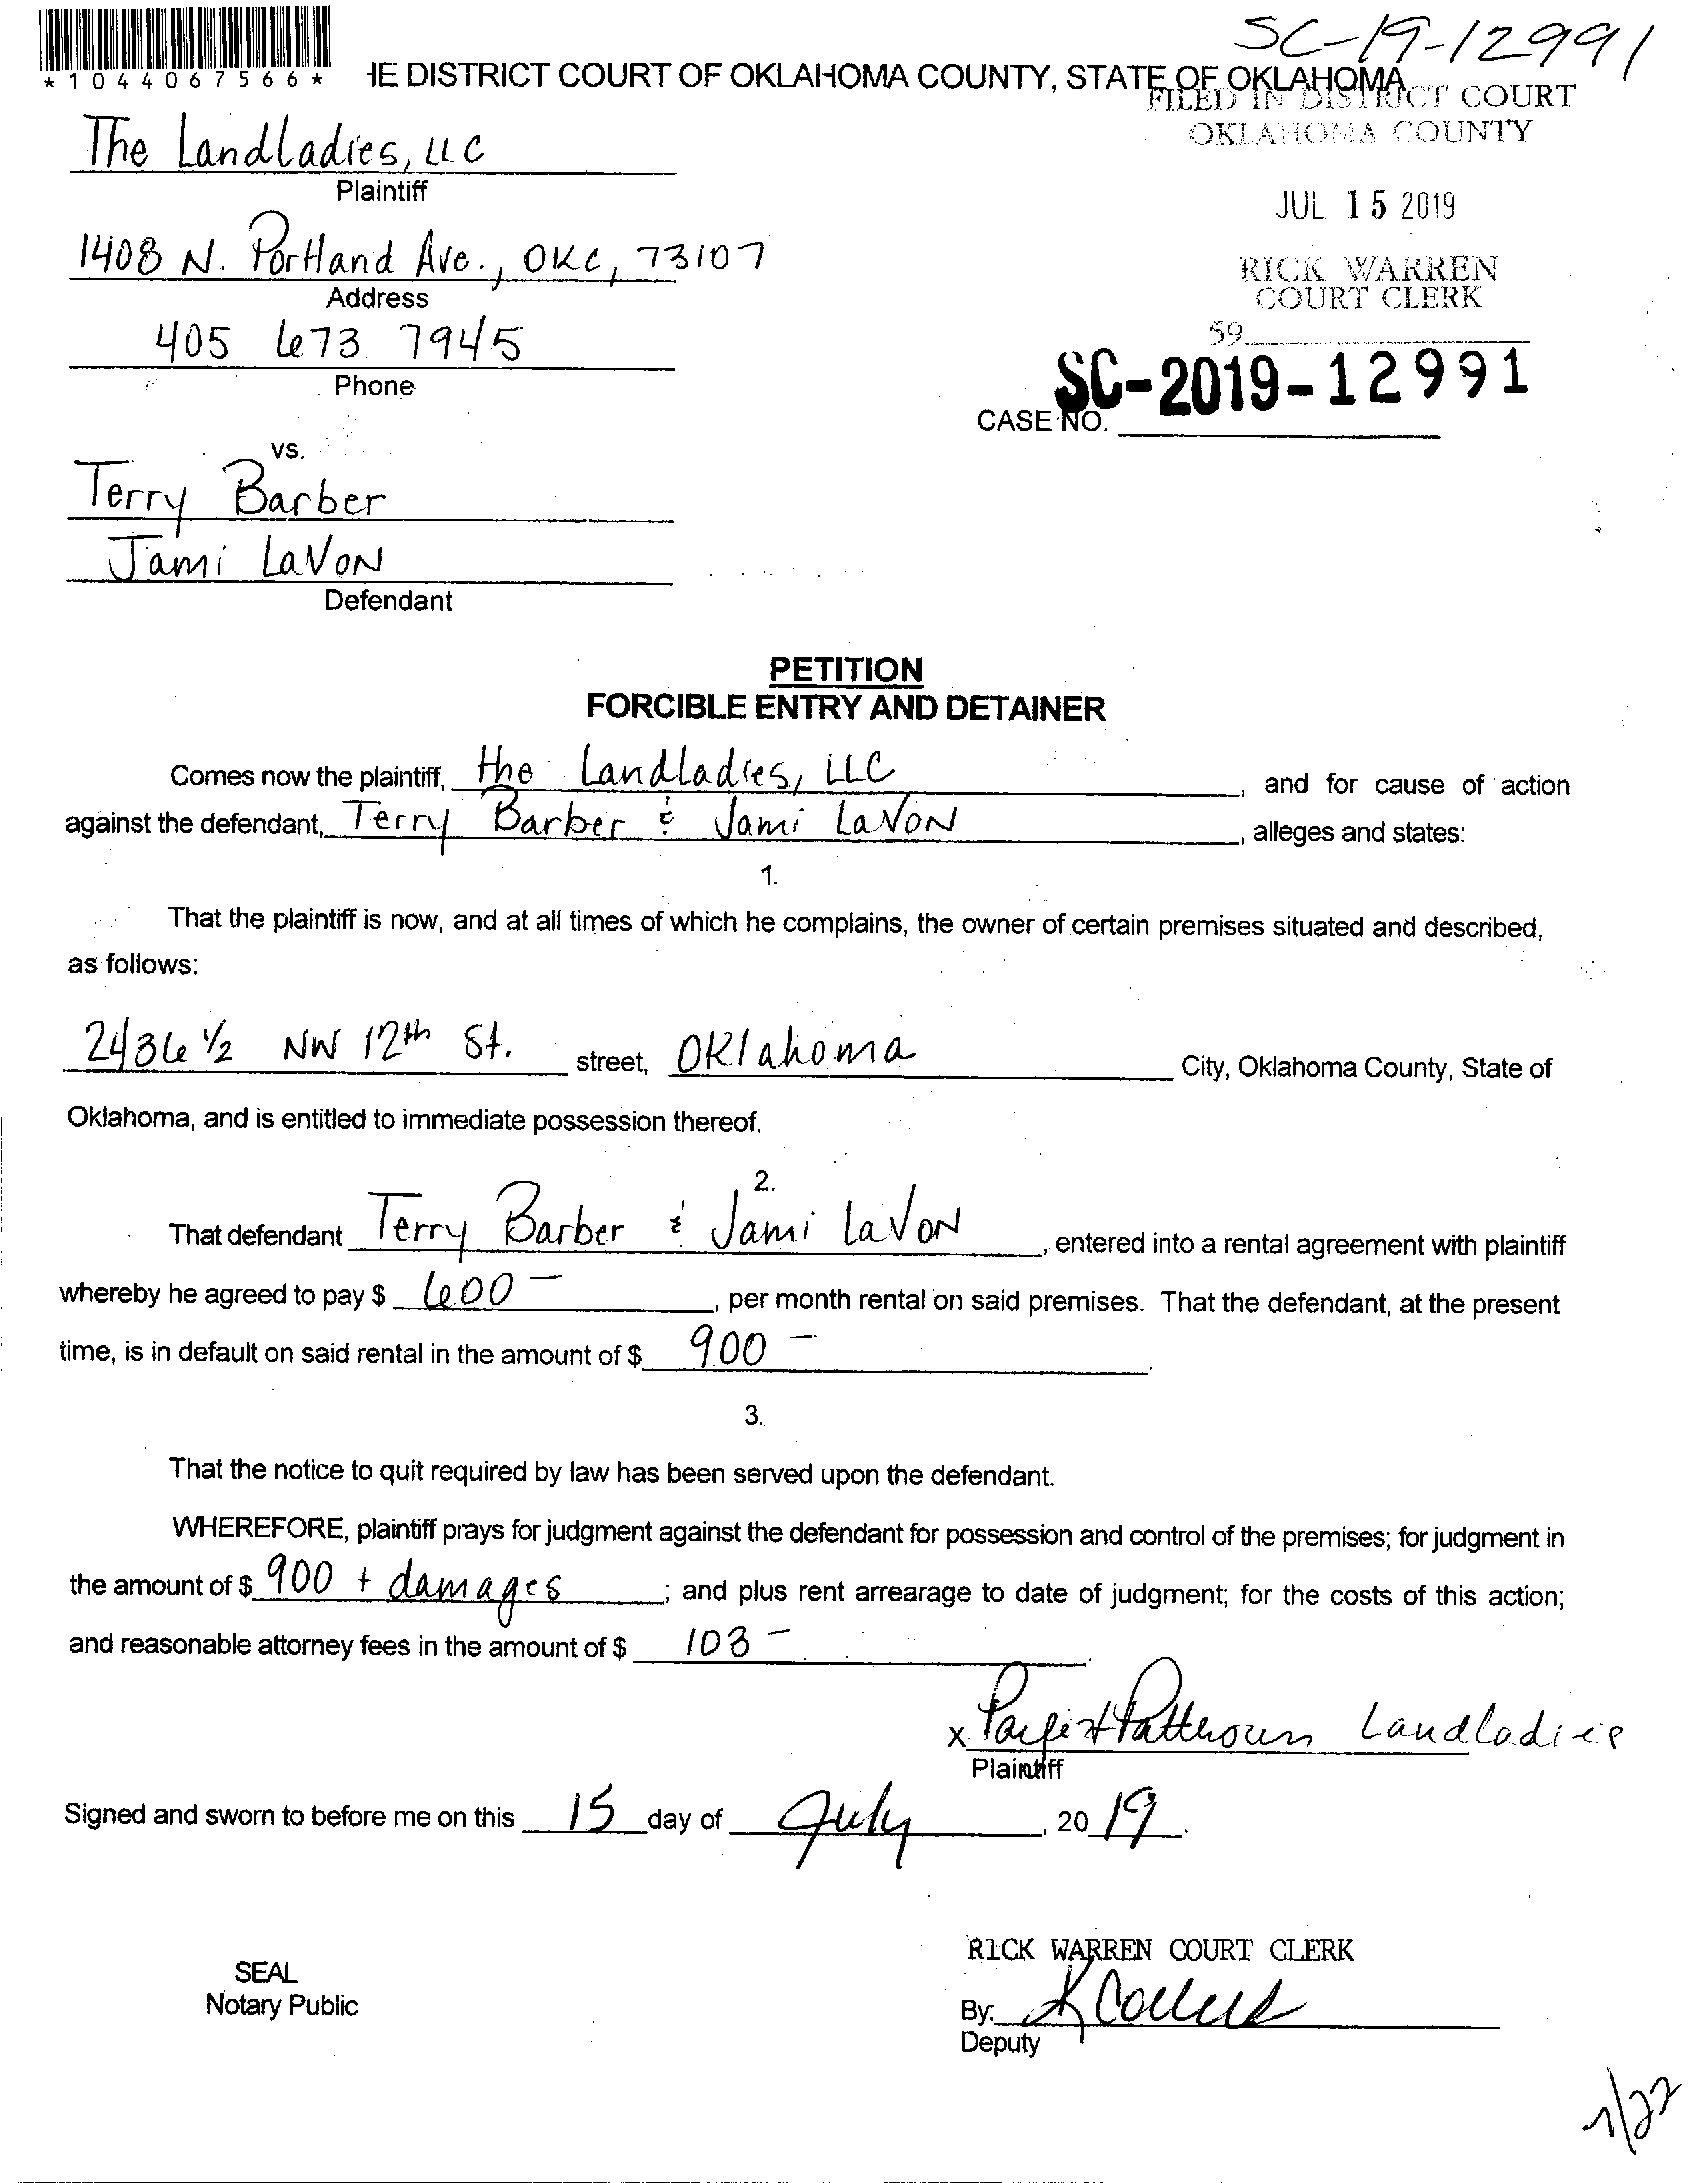 SC-19-12991
*1044067566*
HE DISTRICT COURT OF OKLAHOMA COUNTY, STATE OF OKLAHOMA
FILED IN DISTRICT COURT
OKLAHOMA COUNTY
The Landladies, LLC
Plaintiff
JUL 15 2019
1408 N. Portland Ave., OKC, 73107
Address
RICK WARREN
COURT CLERK
405 673 7945
Phone
59
SC-2019-12991
CASE NO.
vs.
Terry Barber
Jami LaVoN
Defendant
PETITION
FORCIBLE ENTRY AND DETAINER
Comes now the plaintiff, the Landladies, LLC, and for cause of action
against the defendant, Terry Barber & Jami LaVoN, alleges and states:
1.
That the plaintiff is now, and at all times of which he complains, the owner of certain premises situated and described,
as follows:
2436 ½ NW 12th St. street, Oklahoma City, Oklahoma County, State of
Oklahoma, and is entitled to immediate possession thereof.
2.
That defendant Terry Barber & Jami LaVoN, entered into a rental agreement with plaintiff
whereby he agreed to pay $ 600 –, per month rental on said premises. That the defendant, at the present
time, is in default on said rental in the amount of $ 900 –.
3.
That the notice to quit required by law has been served upon the defendant.
WHEREFORE, plaintiff prays for judgment against the defendant for possession and control of the premises; for judgment in
the amount of $ 900 + damages; and plus rent arrearage to date of judgment; for the costs of this action;
and reasonable attorney fees in the amount of $ 103 –.
x Landladies
Plaintiff
Signed and sworn to before me on this 15 day of July, 2019.
RICK WARREN COURT CLERK
SEAL
Notary Public
By:
Deputy
7/22